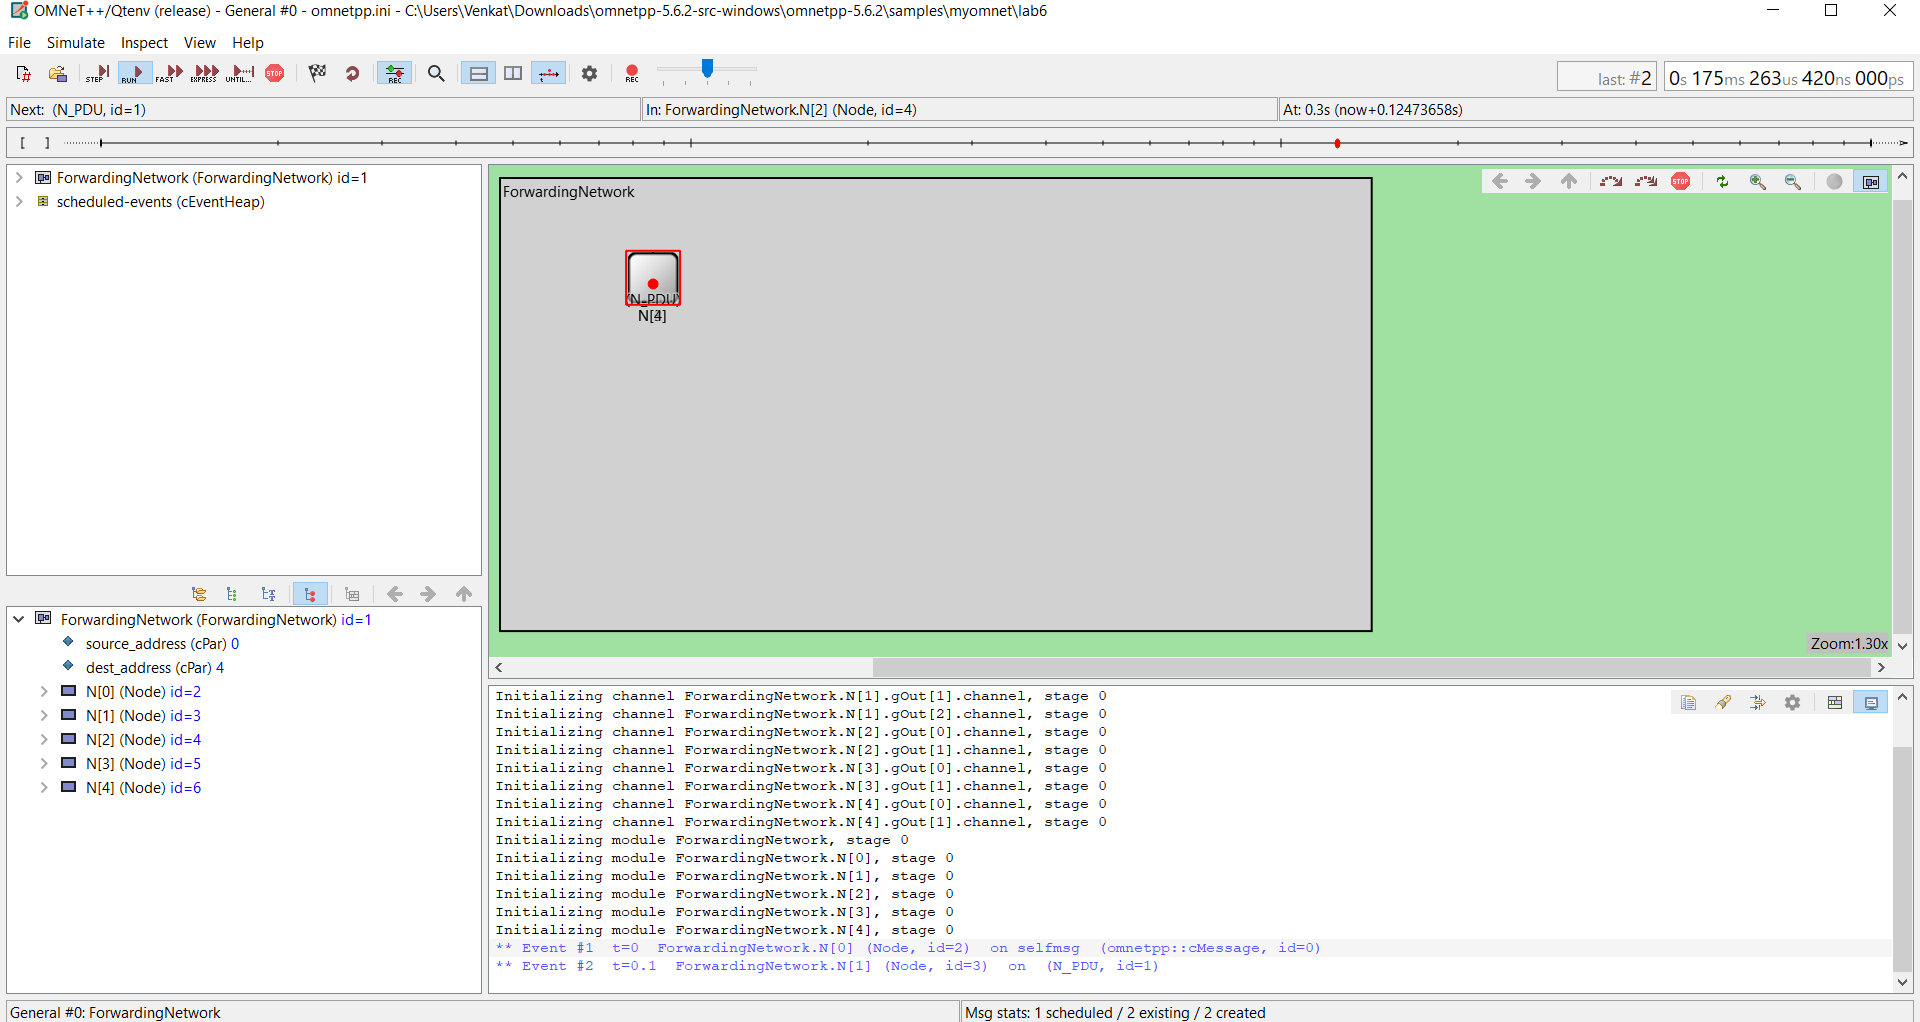 OMNeT++/Qtenv (release) - General #0 - omnetpp.ini - C:\Users\Venkat\Downloads\omnetpp-5.6.2-src-windows\omnetpp-5.6.2\samples\myomnet\lab6
File Simulate Inspect View Help
STEP RUN FAST EXPRESS UNTIL... STOP REC REC last: #2 0s 175ms 263us 420ns 000ps
Next: (N_PDU, id=1) In: ForwardingNetwork.N[2] (Node, id=4) At: 0.3s (now+0.12473658s)
[ ]
ForwardingNetwork (ForwardingNetwork) id=1
scheduled-events (cEventHeap)
ForwardingNetwork (ForwardingNetwork) id=1
source_address (cPar) 0
dest_address (cPar) 4
N[0] (Node) id=2
N[1] (Node) id=3
N[2] (Node) id=4
N[3] (Node) id=5
N[4] (Node) id=6
STOP
ForwardingNetwork
(N_PDU)
Zoom:1.30x
Initializing channel ForwardingNetwork.N[1].gOut[1].channel, stage 0
Initializing channel ForwardingNetwork.N[1].gOut[2].channel, stage 0
Initializing channel ForwardingNetwork.N[2].gOut[0].channel, stage 0
Initializing channel ForwardingNetwork.N[2].gOut[1].channel, stage 0
Initializing channel ForwardingNetwork.N[3].gOut[0].channel, stage 0
Initializing channel ForwardingNetwork.N[3].gOut[1].channel, stage 0
Initializing channel ForwardingNetwork.N[4].gOut[0].channel, stage 0
Initializing channel ForwardingNetwork.N[4].gOut[1].channel, stage 0
Initializing module ForwardingNetwork, stage 0
Initializing module ForwardingNetwork.N[0], stage 0
Initializing module ForwardingNetwork.N[1], stage 0
Initializing module ForwardingNetwork.N[2], stage 0
Initializing module ForwardingNetwork.N[3], stage 0
Initializing module ForwardingNetwork.N[4], stage 0
** Event #1 t=0 ForwardingNetwork.N[0] (Node, id=2) on selfmsg (omnetpp::cMessage, id=0)
** Event #2 t=0.1 ForwardingNetwork.N[1] (Node, id=3) on (N_PDU, id=1)
General #0: ForwardingNetwork
Msg stats: 1 scheduled / 2 existing / 2 created